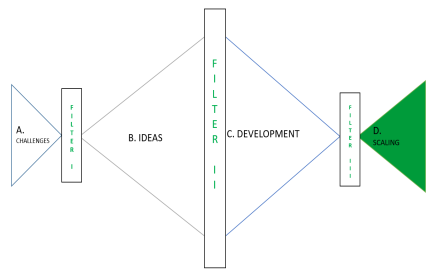 A.
CHALLENGES
FILTER I
B. IDEAS
FILTER II
C. DEVELOPMENT
FILTER III
D.
SCALING